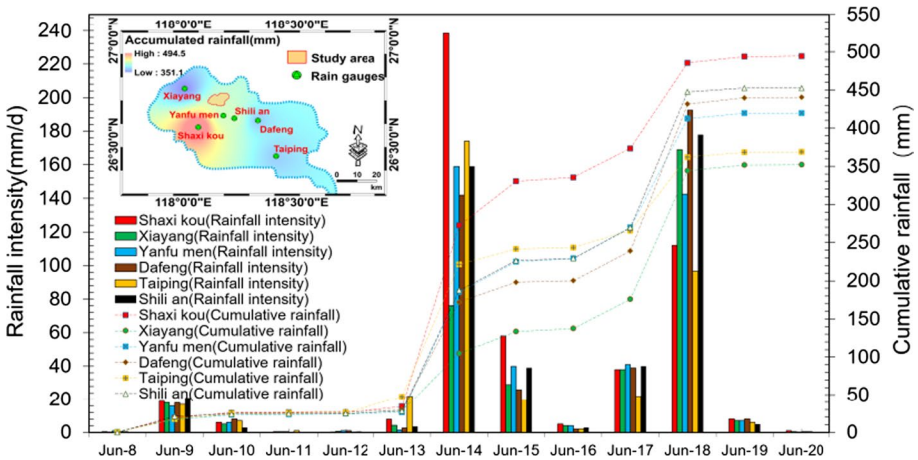 240
220
200
180
160
140
120
100
80
60
40
20
0
Rainfall intensity(mm/d)
550
500
450
400
350
300
250
200
150
100
50
0
Cumulative rainfall (mm)
118°0'0"E 118°30'0"E
Accumulated rainfall(mm)
High : 494.5
Low : 351.1
Study area
Rain gauges
27°0'0"N
27°0'0"N
Xiayang
Yanfu men
Shili an
Dafeng
Shaxi kou
Taiping
N
26°30'0"N
26°30'0"N
0 10 20
km
118°0'0"E 118°30'0"E
Shaxi kou(Rainfall intensity)
Xiayang(Rainfall intensity)
Yanfu men(Rainfall intensity)
Dafeng(Rainfall intensity)
Taiping(Rainfall intensity)
Shili an(Rainfall intensity)
Shaxi kou(Cumulative rainfall)
Xiayang(Cumulative rainfall)
Yanfu men(Cumulative rainfall)
Dafeng(Cumulative rainfall)
Taiping(Cumulative rainfall)
Shili an(Cumulative rainfall)
Jun-8 Jun-9 Jun-10 Jun-11 Jun-12 Jun-13 Jun-14 Jun-15 Jun-16 Jun-17 Jun-18 Jun-19 Jun-20